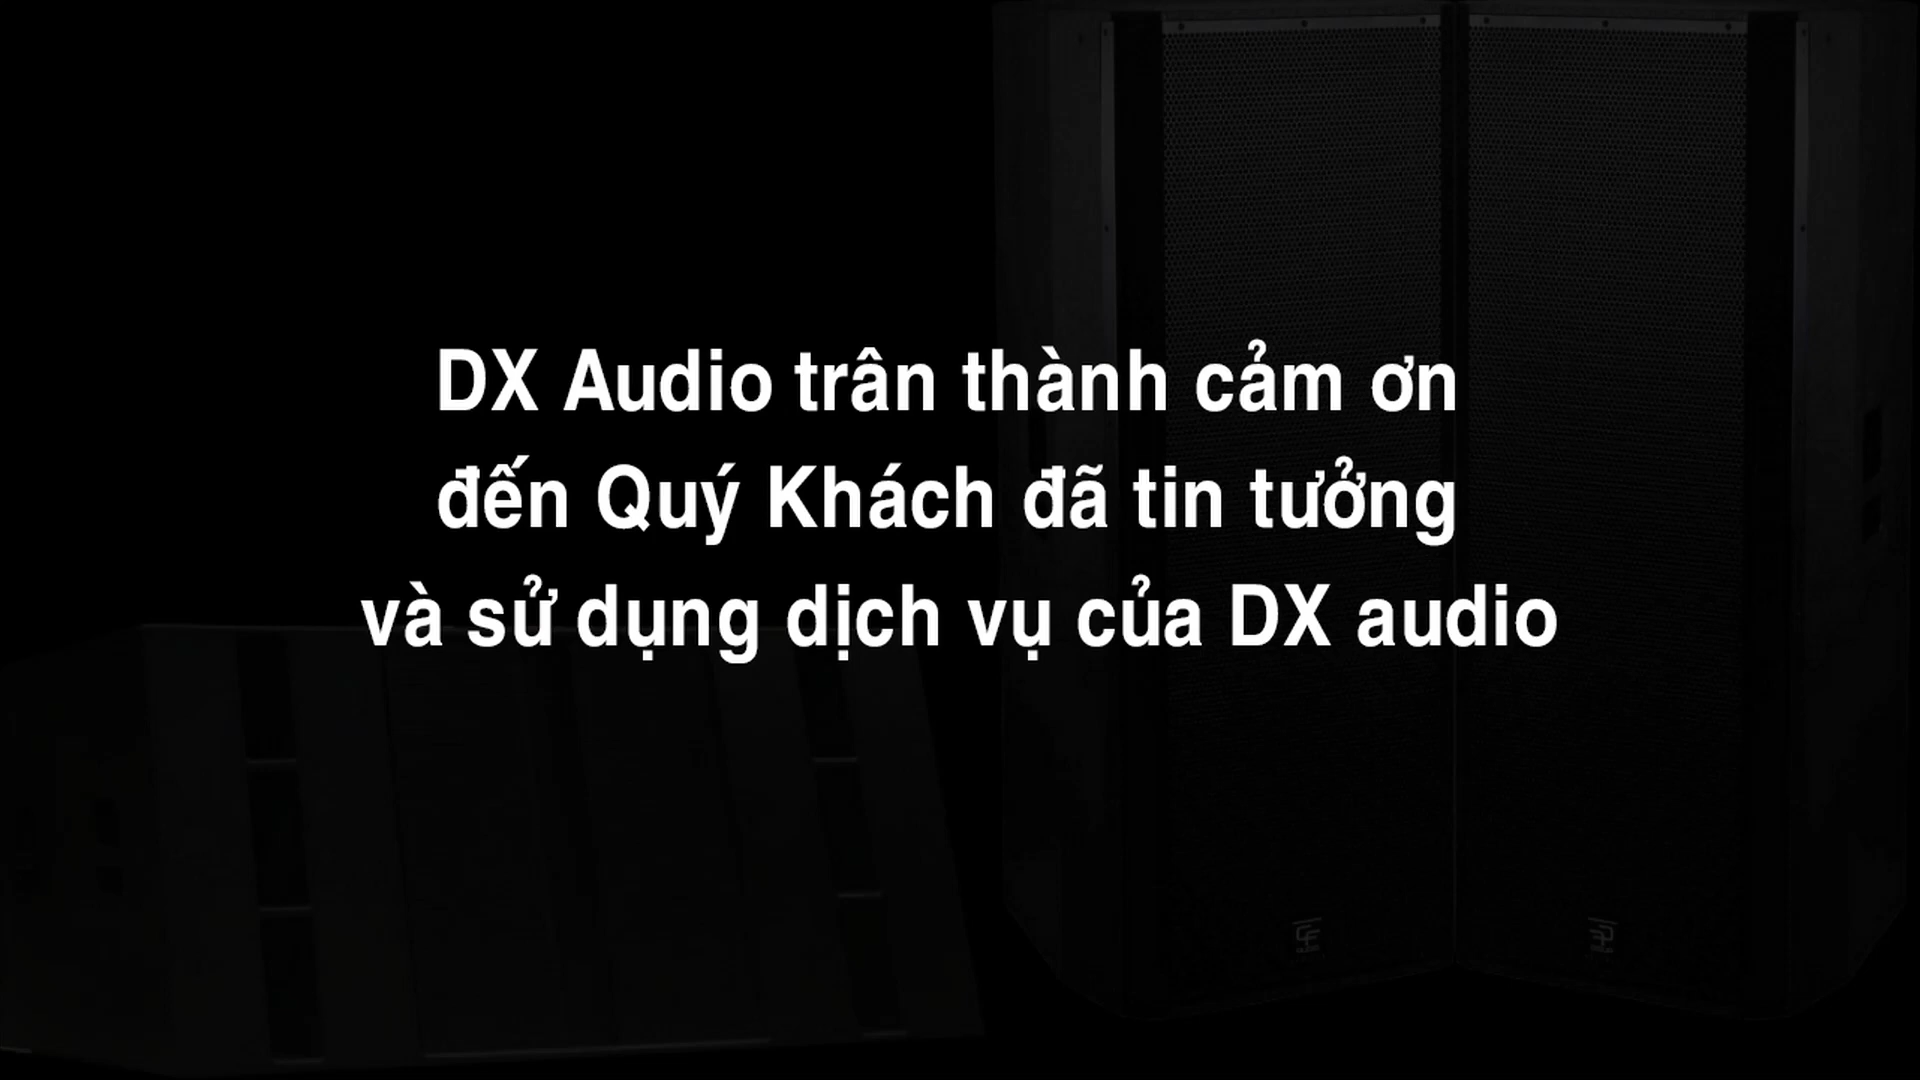 DX Audio trân thành cảm ơn
đến Quý Khách đã tin tưởng
và sử dụng dịch vụ của DX audio